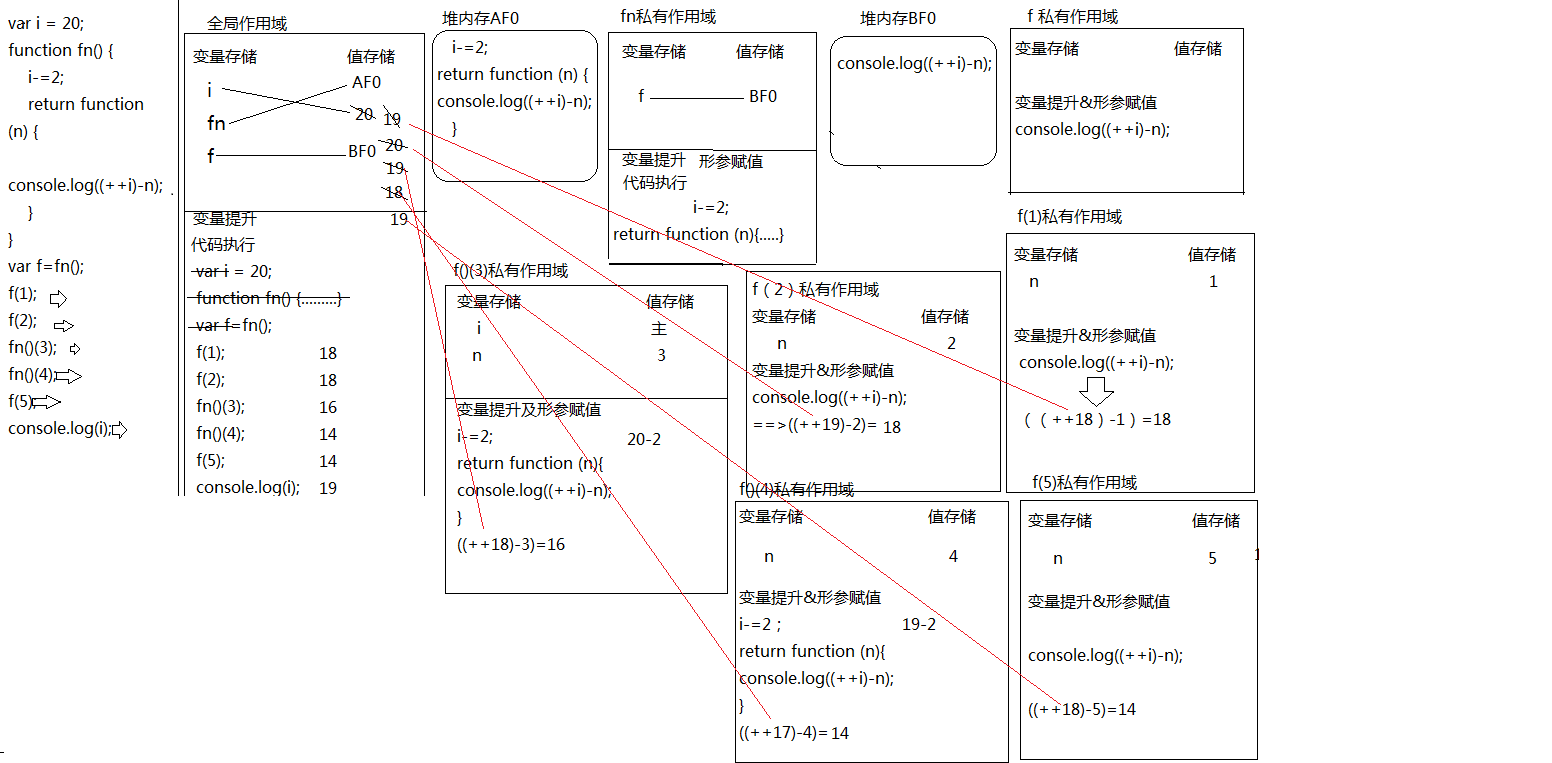 var i = 20;
function fn() {
i-=2;
return function
(n) {
console.log((++i)-n);
}
}
var f=fn();
f(1);
f(2);
fn()(3);
fn()(4);
f(5);
console.log(i);
全局作用域
变量存储 值存储
i
AF0
fn
20 19
f
BF0 20
19
18
19
变量提升
代码执行
var i = 20;
function fn() {.........}
var f=fn();
f(1); 18
f(2); 18
fn()(3); 16
fn()(4); 14
f(5); 14
console.log(i); 19
堆内存AF0
i-=2;
return function (n) {
console.log((++i)-n);
}
fn私有作用域
变量存储 值存储
f BF0
变量提升 形参赋值
代码执行
i-=2;
return function (n){.....}
堆内存BF0
console.log((++i)-n);
f 私有作用域
变量存储 值存储
变量提升&形参赋值
console.log((++i)-n);
f()(3)私有作用域
变量存储 值存储
i 主
n 3
变量提升及形参赋值
i-=2; 20-2
return function (n){
console.log((++i)-n);
}
((++18)-3)=16
f（2）私有作用域
变量存储 值存储
n 2
变量提升&形参赋值
console.log((++i)-n);
==>((++19)-2)= 18
f(1)私有作用域
变量存储 值存储
n 1
变量提升&形参赋值
console.log((++i)-n);
（（++18）-1）=18
f()(4)私有作用域
变量存储 值存储
n 4
变量提升&形参赋值
i-=2； 19-2
return function (n){
console.log((++i)-n);
}
((++17)-4)= 14
f(5)私有作用域
变量存储 值存储
n 5
变量提升&形参赋值
console.log((++i)-n);
((++18)-5)=14